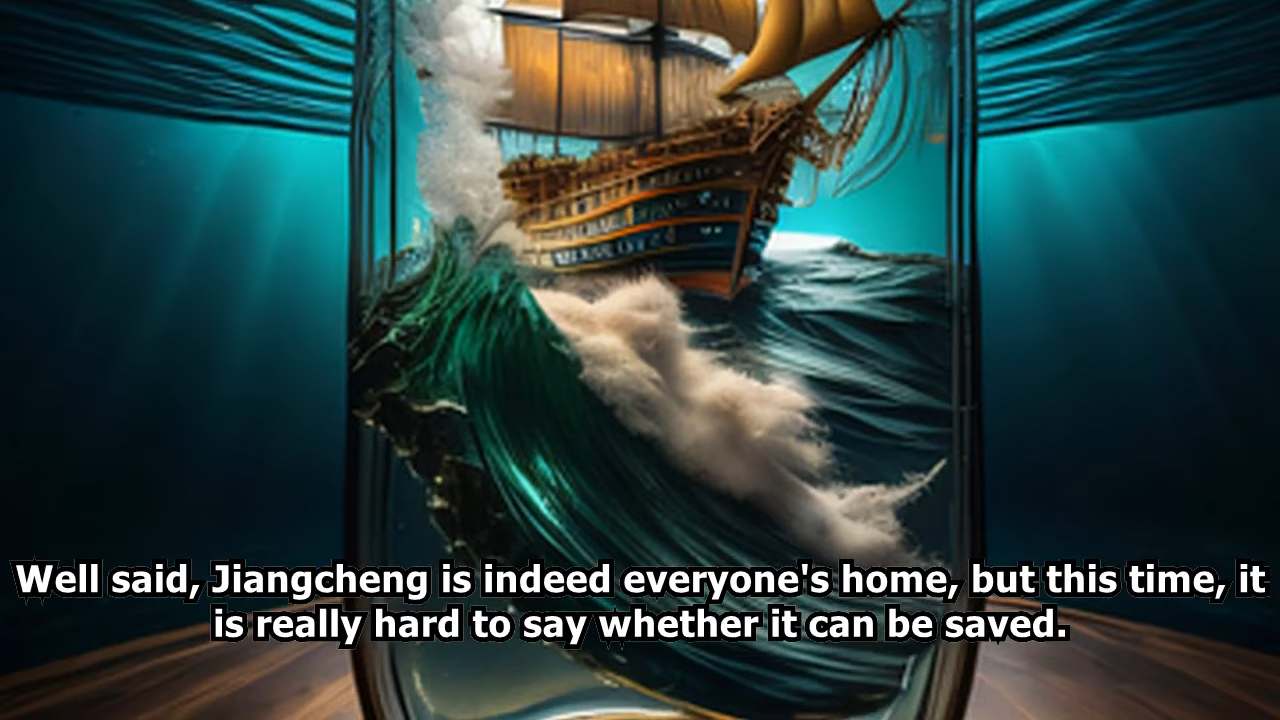 Well said, Jiangcheng is indeed everyone's home, but this time, it
is really hard to say whether it can be saved.